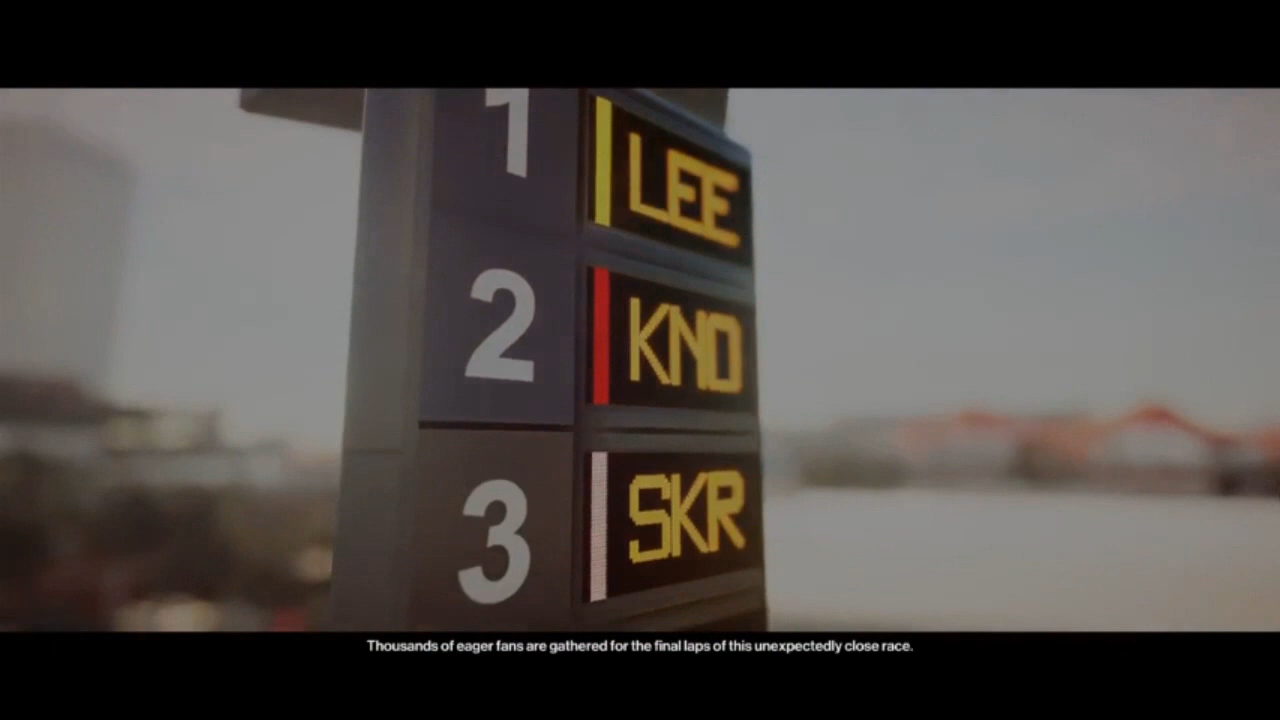 1 LEE
2 KNO
3 SKR
Thousands of eager fans are gathered for the final laps of this unexpectedly close race.